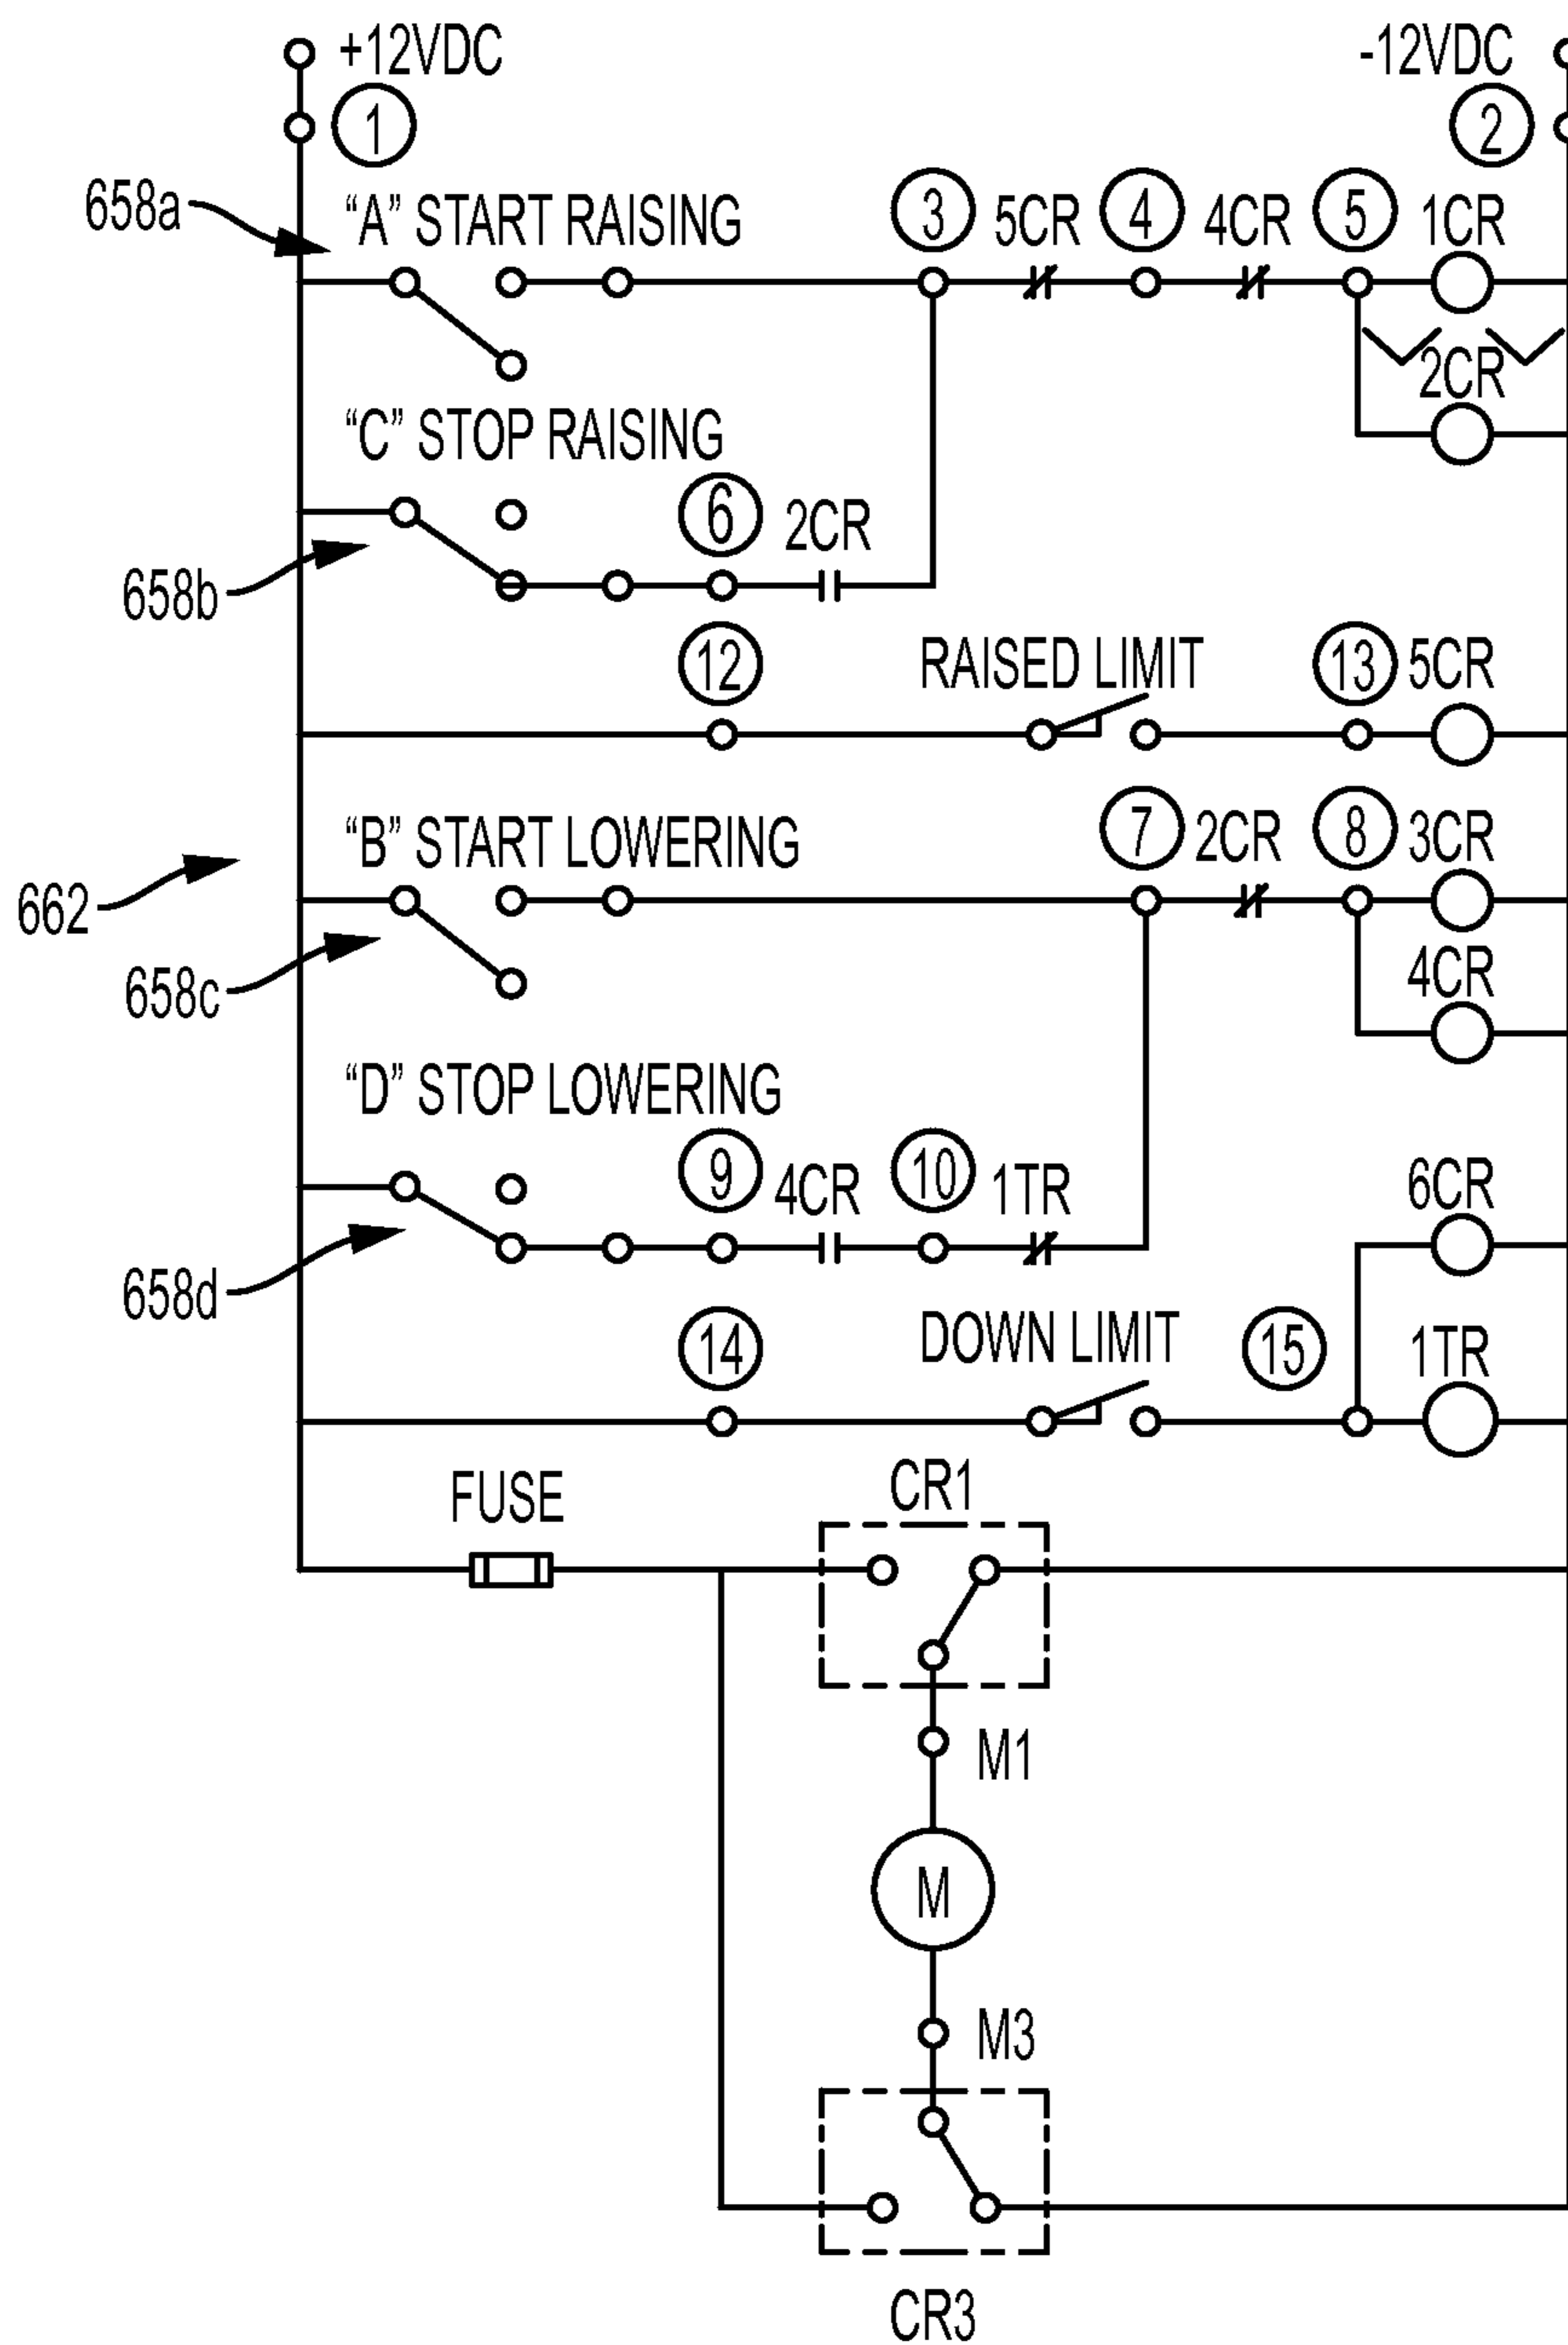 +12VDC -12VDC
1 2
658a "A" START RAISING 3 5CR 4 4CR 5 1CR
2CR
"C" STOP RAISING
6 2CR
658b
12 RAISED LIMIT 13 5CR
"B" START LOWERING 7 2CR 8 3CR
662
658c 4CR
"D" STOP LOWERING
9 4CR 10 1TR 6CR
658d
14 DOWN LIMIT 15 1TR
FUSE CR1
M1
M
M3
CR3